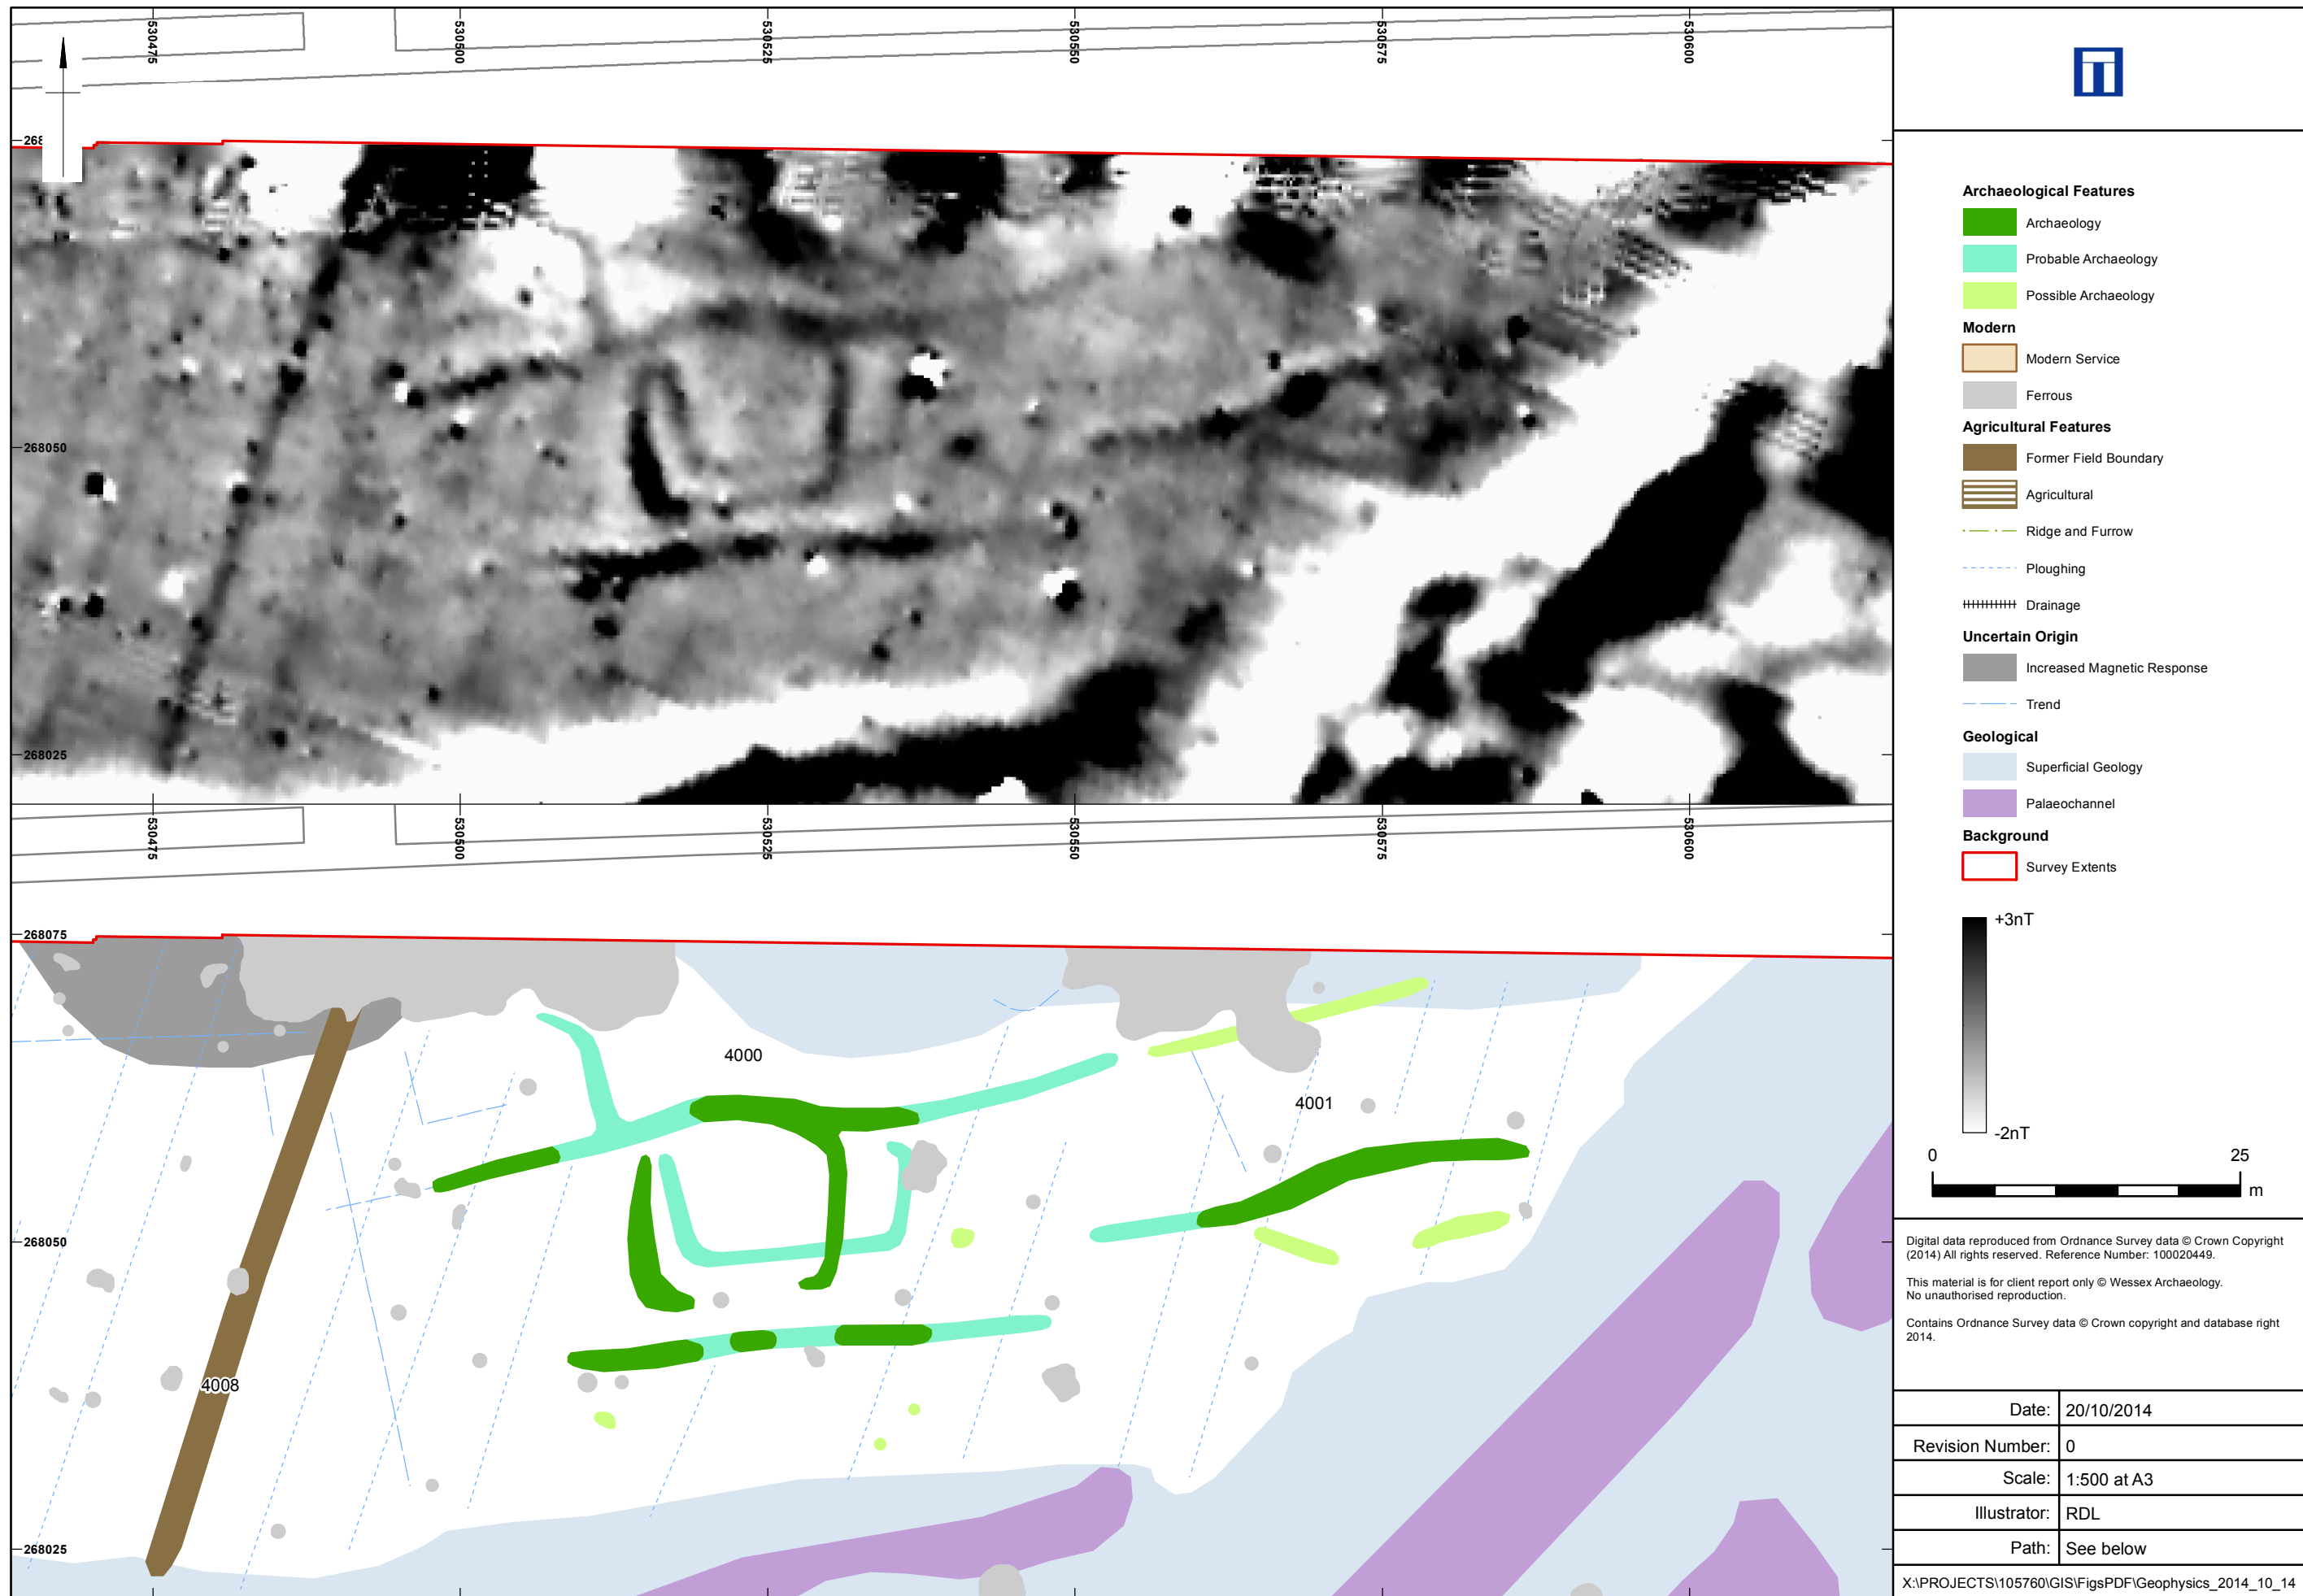 530475
530500
530525
530550
530575
530600
268050
268025
530475
530500
530525
530550
530575
530600
268075
268050
268025
4000
4001
4008
Archaeological Features
Archaeology
Probable Archaeology
Possible Archaeology
Modern
Modern Service
Ferrous
Agricultural Features
Former Field Boundary
Agricultural
Ridge and Furrow
Ploughing
Drainage
Uncertain Origin
Increased Magnetic Response
Trend
Geological
Superficial Geology
Palaeochannel
Background
Survey Extents
+3nT
-2nT
0 25
m
Digital data reproduced from Ordnance Survey data © Crown Copyright
(2014) All rights reserved. Reference Number: 100020449.
This material is for client report only © Wessex Archaeology.
No unauthorised reproduction.
Contains Ordnance Survey data © Crown copyright and database right
2014.
Date: 20/10/2014
Revision Number: 0
Scale: 1:500 at A3
Illustrator: RDL
Path: See below
X:\PROJECTS\105760\GIS\FigsPDF\Geophysics_2014_10_14